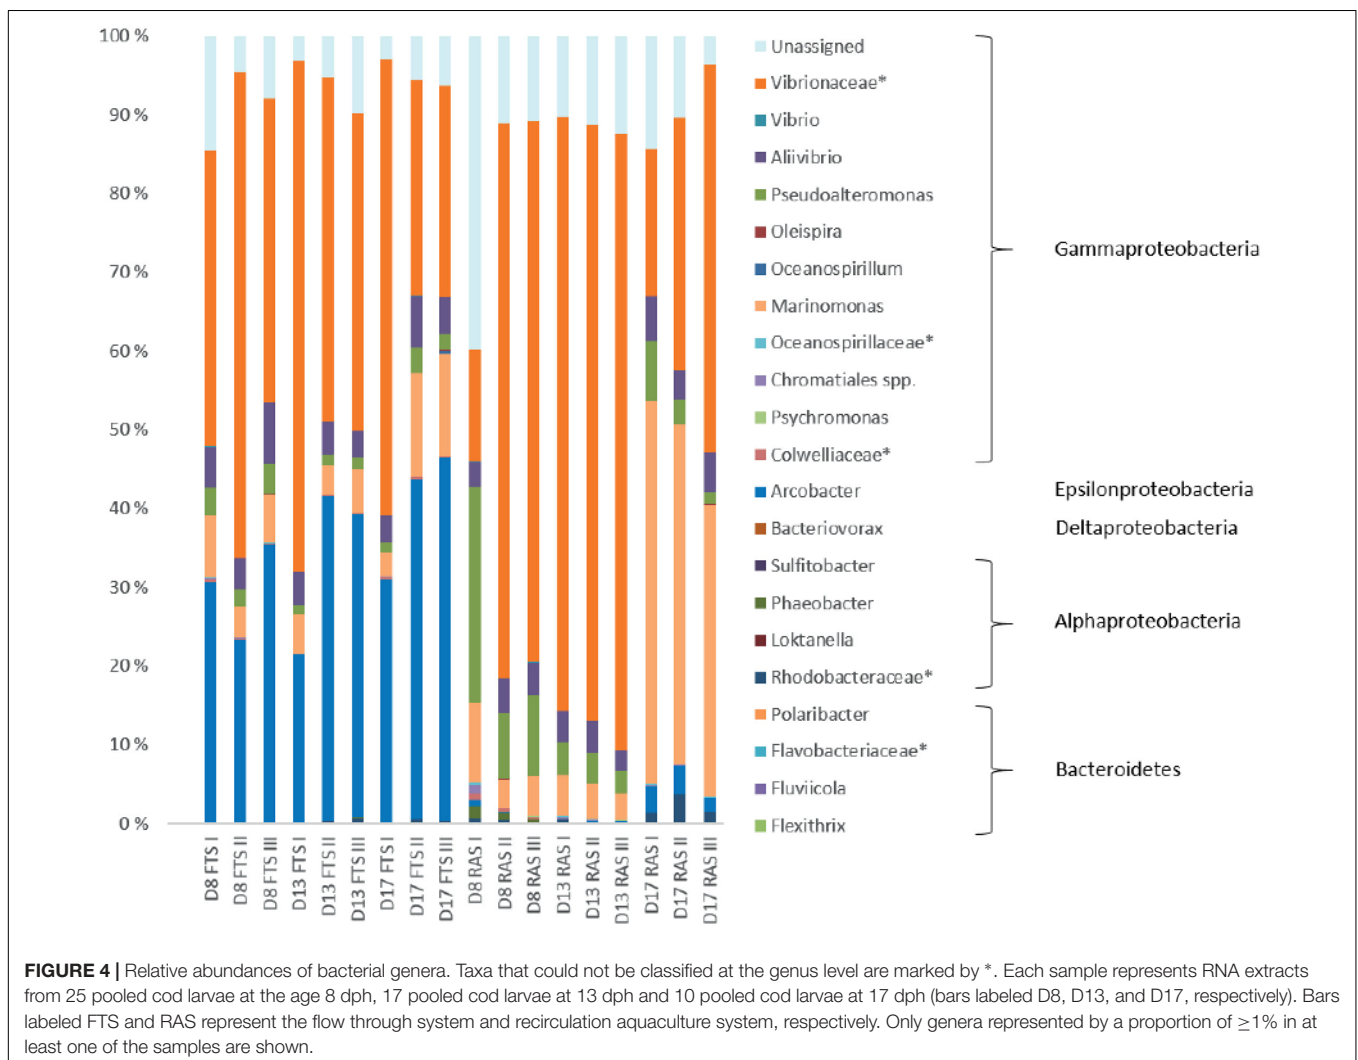 100 %
90 %
80 %
70 %
60 %
50 %
40 %
30 %
20 %
10 %
0 %
D8 FTS I
D8 FTS II
D8 FTS III
D13 FTS I
D13 FTS II
D13 FTS III
D17 FTS I
D17 FTS II
D17 FTS III
D8 RAS I
D8 RAS II
D8 RAS III
D13 RAS I
D13 RAS II
D13 RAS III
D17 RAS I
D17 RAS II
D17 RAS III
Unassigned
Vibrionaceae*
Vibrio
Aliivibrio
Pseudoalteromonas
Oleispira
Oceanospirillum
Marinomonas
Oceanospirillaceae*
Chromatiales spp.
Psychromonas
Colwelliaceae*
Arcobacter
Bacteriovorax
Sulfitobacter
Phaeobacter
Loktanella
Rhodobacteraceae*
Polaribacter
Flavobacteriaceae*
Fluviicola
Flexithrix
Gammaproteobacteria
Epsilonproteobacteria
Deltaproteobacteria
Alphaproteobacteria
Bacteroidetes
FIGURE 4 | Relative abundances of bacterial genera. Taxa that could not be classified at the genus level are marked by *. Each sample represents RNA extracts
from 25 pooled cod larvae at the age 8 dph, 17 pooled cod larvae at 13 dph and 10 pooled cod larvae at 17 dph (bars labeled D8, D13, and D17, respectively). Bars
labeled FTS and RAS represent the flow through system and recirculation aquaculture system, respectively. Only genera represented by a proportion of ≥1% in at
least one of the samples are shown.